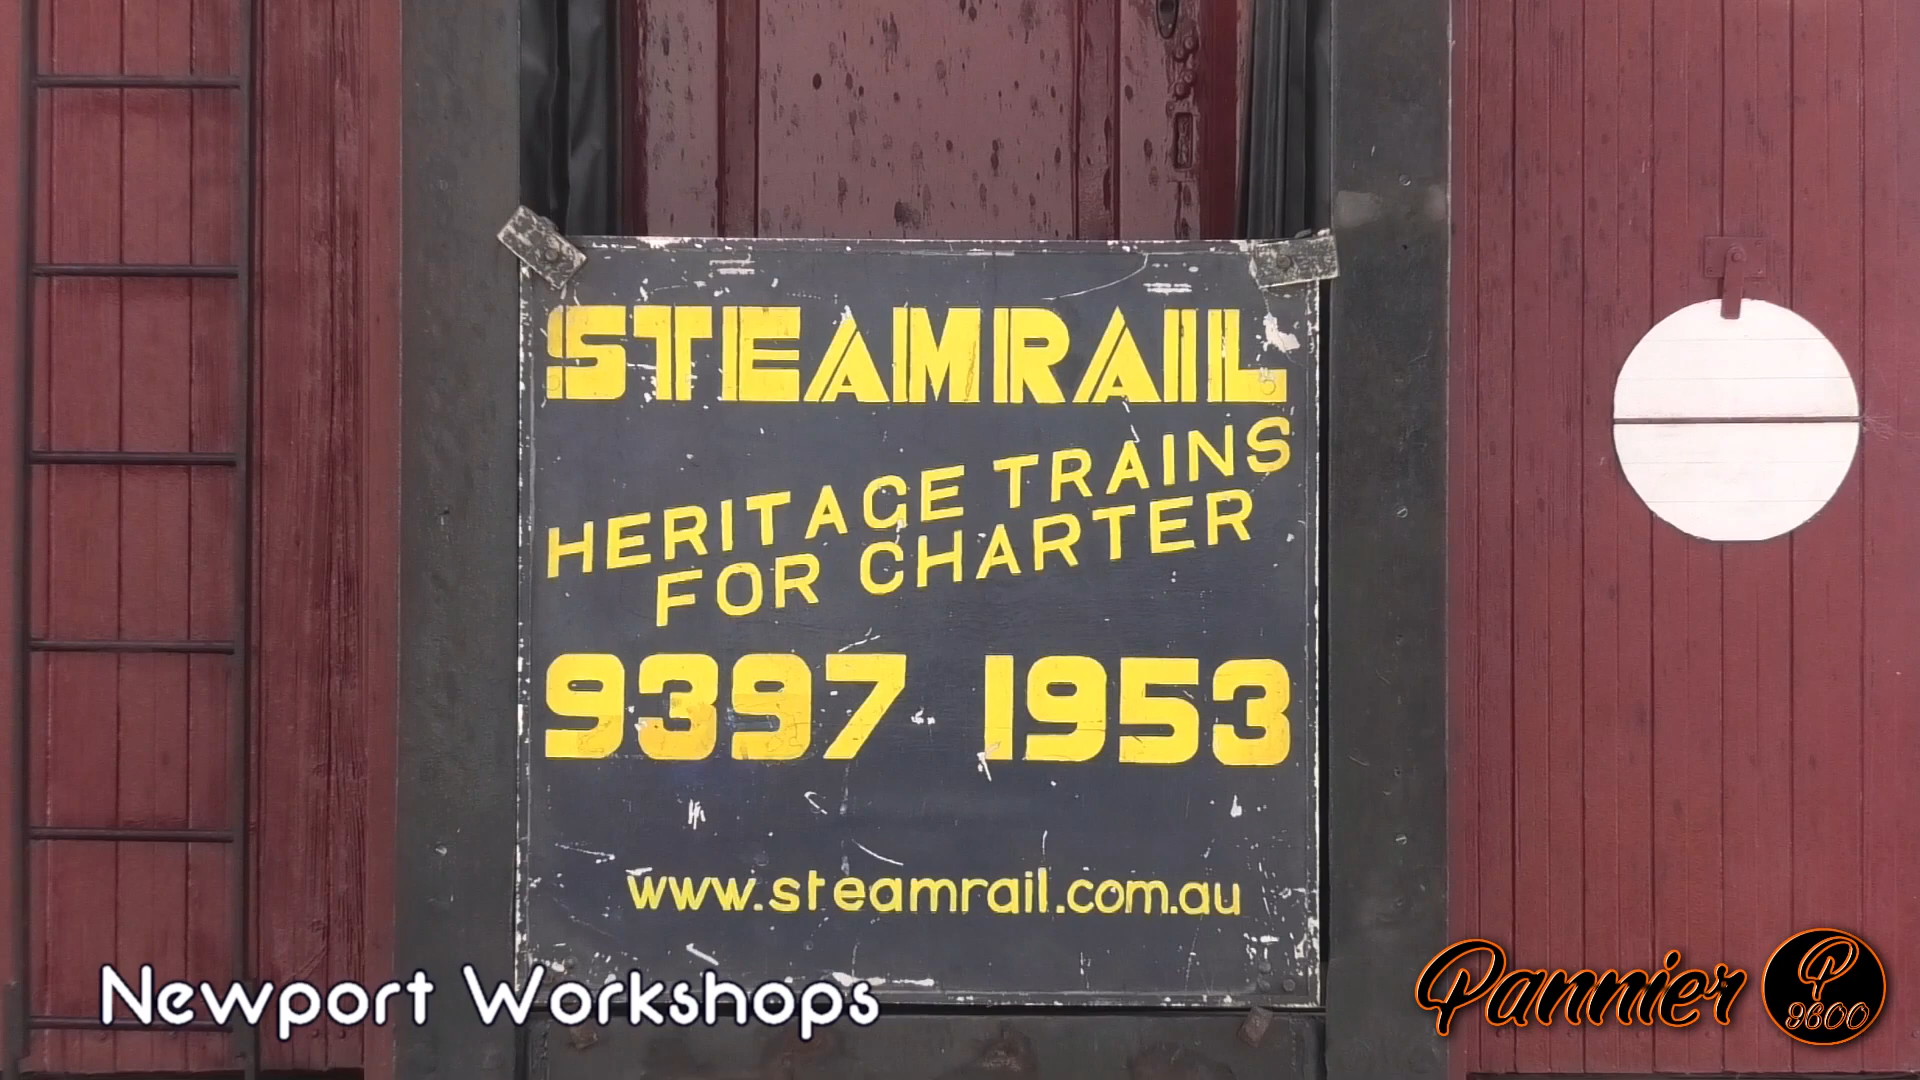 STEAMRAIL
HERITAGE TRAINS
FOR CHARTER
9397 1953
www.steamrail.com.au
Newport Workshops
Pannier
P
9600